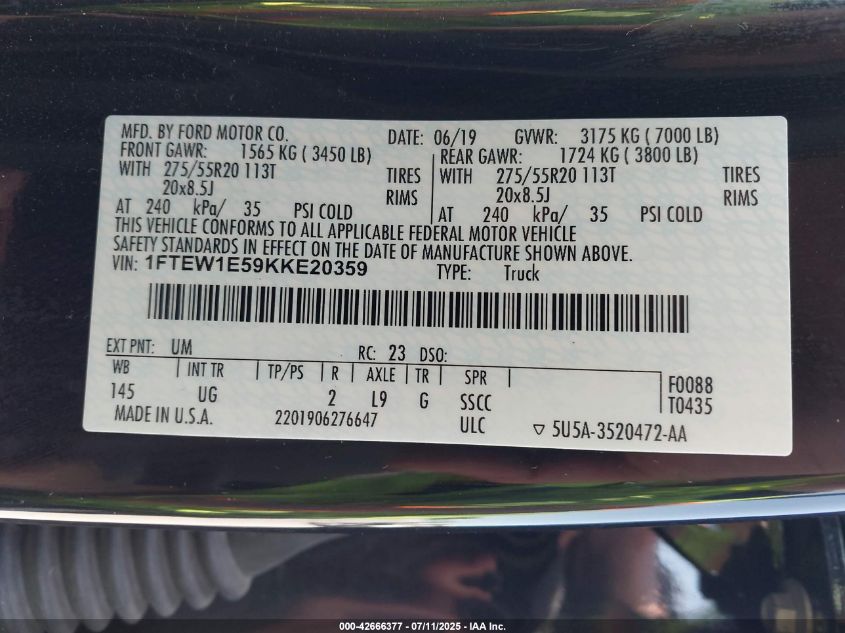 MFD. BY FORD MOTOR CO. DATE: 06/19 GVWR: 3175 KG ( 7000 LB)
FRONT GAWR: 1565 KG ( 3450 LB) REAR GAWR: 1724 KG ( 3800 LB)
WITH 275/55R20 113T TIRES WITH 275/55R20 113T TIRES
20x8.5J RIMS 20x8.5J RIMS
AT 240 kPa/ 35 PSI COLD AT 240 kPa/ 35 PSI COLD
THIS VEHICLE CONFORMS TO ALL APPLICABLE FEDERAL MOTOR VEHICLE
SAFETY STANDARDS IN EFFECT ON THE DATE OF MANUFACTURE SHOWN ABOVE.
VIN: 1FTEW1E59KKE20359 TYPE: Truck
EXT PNT: UM RC: 23 DSO:
WB INT TR TP/PS R AXLE TR SPR F0088
145 UG 2 L9 G SSCC T0435
MADE IN U.S.A. 2201906276647 ULC ▽ 5U5A-3520472-AA
000-42666377 - 07/11/2025 - IAA Inc.